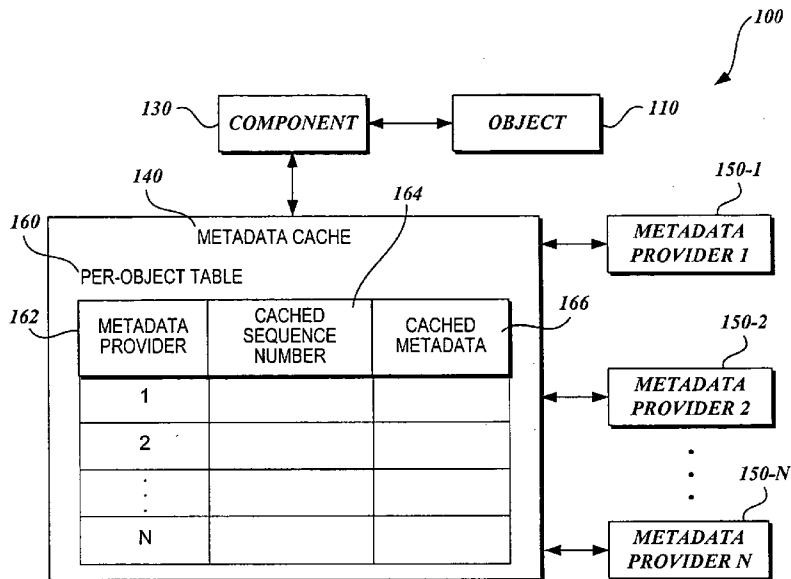 100
130
COMPONENT
OBJECT
110
140
164
150-1
160
METADATA CACHE
METADATA
PROVIDER 1
PER-OBJECT TABLE
162
METADATA
PROVIDER
CACHED
SEQUENCE
NUMBER
CACHED
METADATA
166
150-2
1
METADATA
PROVIDER 2
2
150-N
N
METADATA
PROVIDER N